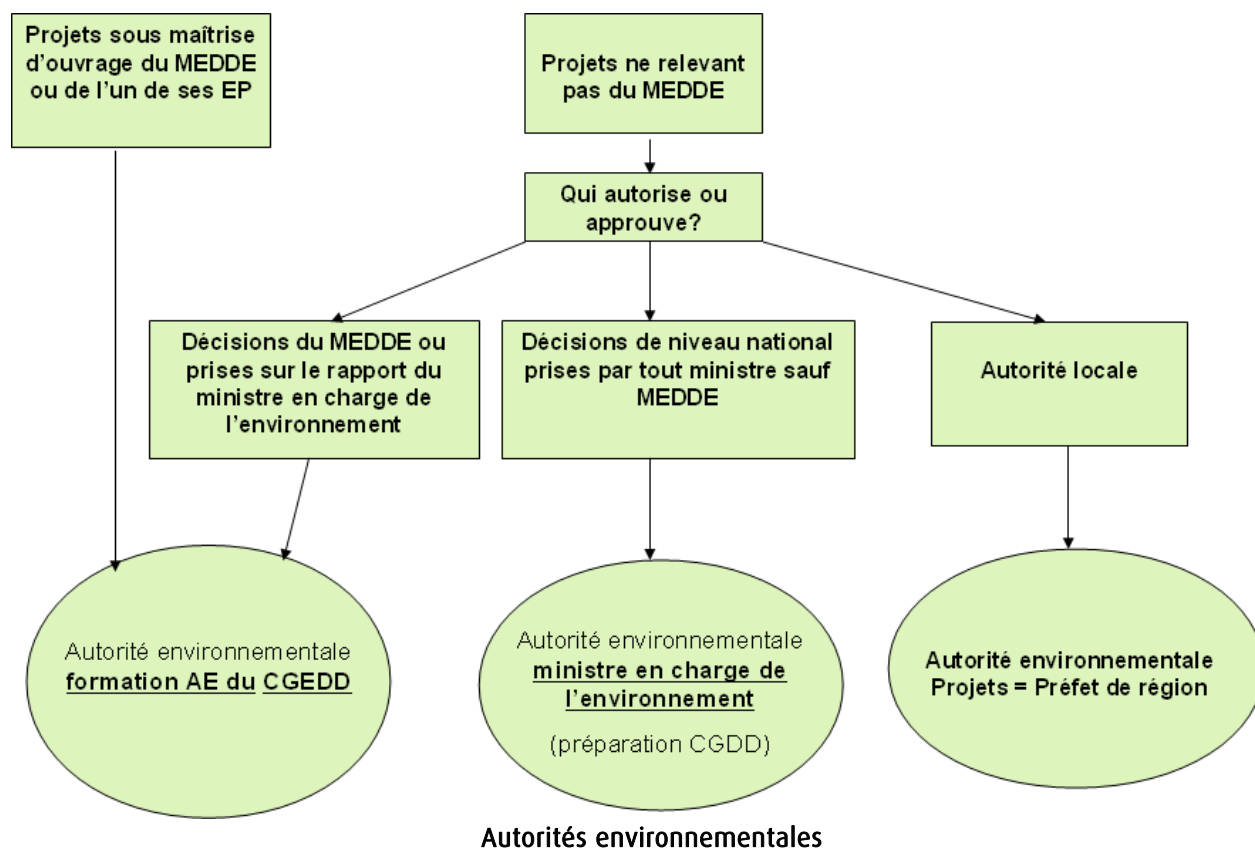 Projets sous maîtrise
d'ouvrage du MEDDE
ou de l'un de ses EP
Projets ne relevant
pas du MEDDE
Qui autorise ou
approuve?
Décisions du MEDDE ou
prises sur le rapport du
ministre en charge de
l'environnement
Décisions de niveau national
prises par tout ministre sauf
MEDDE
Autorité locale
Autorité environnementale
formation AE du CGEDD
Autorité environnementale
ministre en charge de
l'environnement
(préparation CGDD)
Autorité environnementale
Projets = Préfet de région
Autorités environnementales